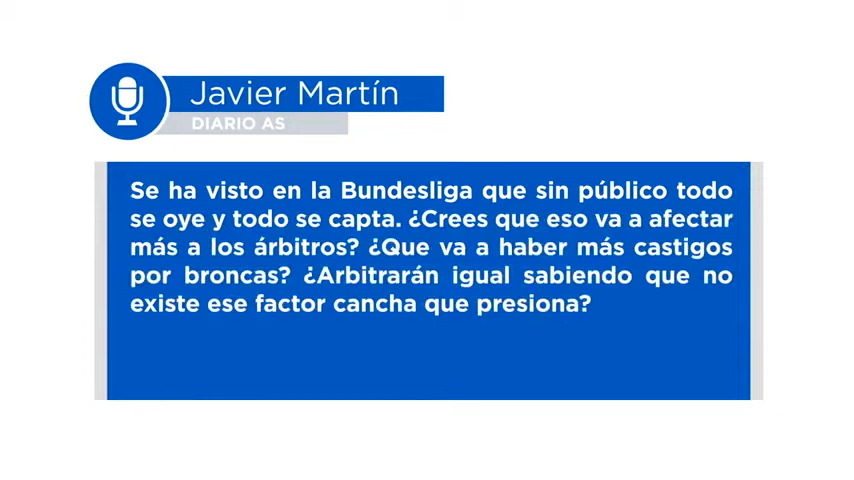 Javier Martín
DIARIO AS
Se ha visto en la Bundesliga que sin público todo
se oye y todo se capta. ¿Crees que eso va a afectar
más a los árbitros? ¿Que va a haber más castigos
por broncas? ¿Arbitrarán igual sabiendo que no
existe ese factor cancha que presiona?